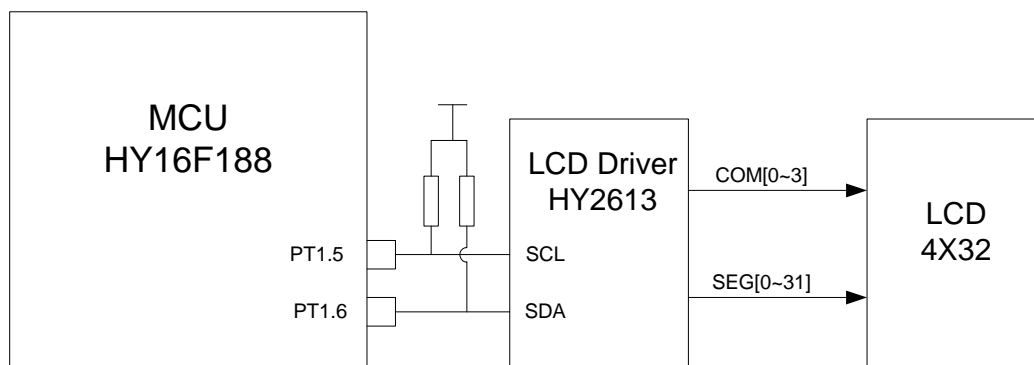 MCU
HY16F188
PT1.5
PT1.6
LCD Driver
HY2613
SCL
SDA
COM[0~3]
SEG[0~31]
LCD
4X32